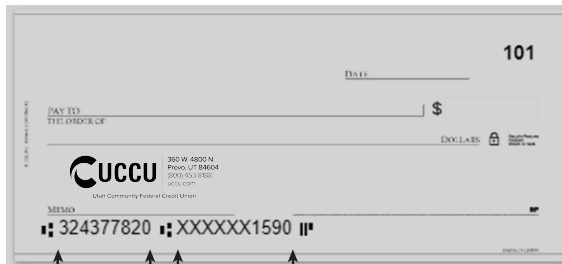 101
DATE
PAY TO
THE ORDER OF
$
DOLLARS
UCCU
360 W. 4800 N.
Provo, UT 84604
(800) 453-8188
uccu.com
Utah Community Federal Credit Union
MEMO
⑆324377820⑆XXXXXX1590⑈